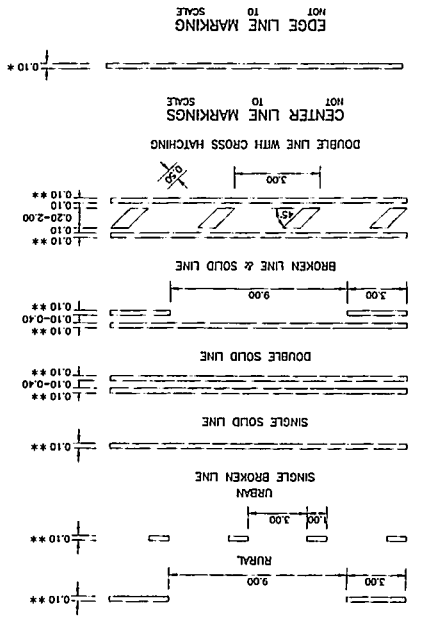 0.10 **
3.00 9.00
RURAL
0.10 **
1.00 3.00
URBAN
SINGLE BROKEN LINE
0.10 **
SINGLE SOLID LINE
0.10 **
0.10-0.40
0.10 **
DOUBLE SOLID LINE
0.10 **
0.10-0.40
0.10 **
3.00 9.00
BROKEN LINE & SOLID LINE
0.10 **
0.10
45°
0.20-2.00
0.10
0.10 **
3.00 0.50
DOUBLE LINE WITH CROSS HATCHING
CENTER LINE MARKINGS
NOT TO SCALE
0.10 *
EDGE LINE MARKING
NOT TO SCALE